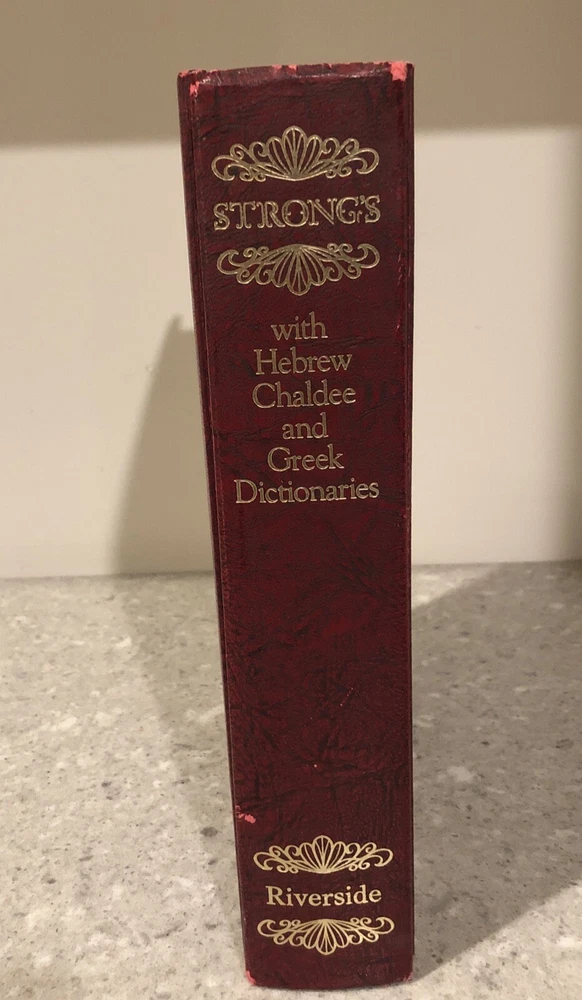 STRONG'S
with
Hebrew
Chaldee
and
Greek
Dictionaries
Riverside